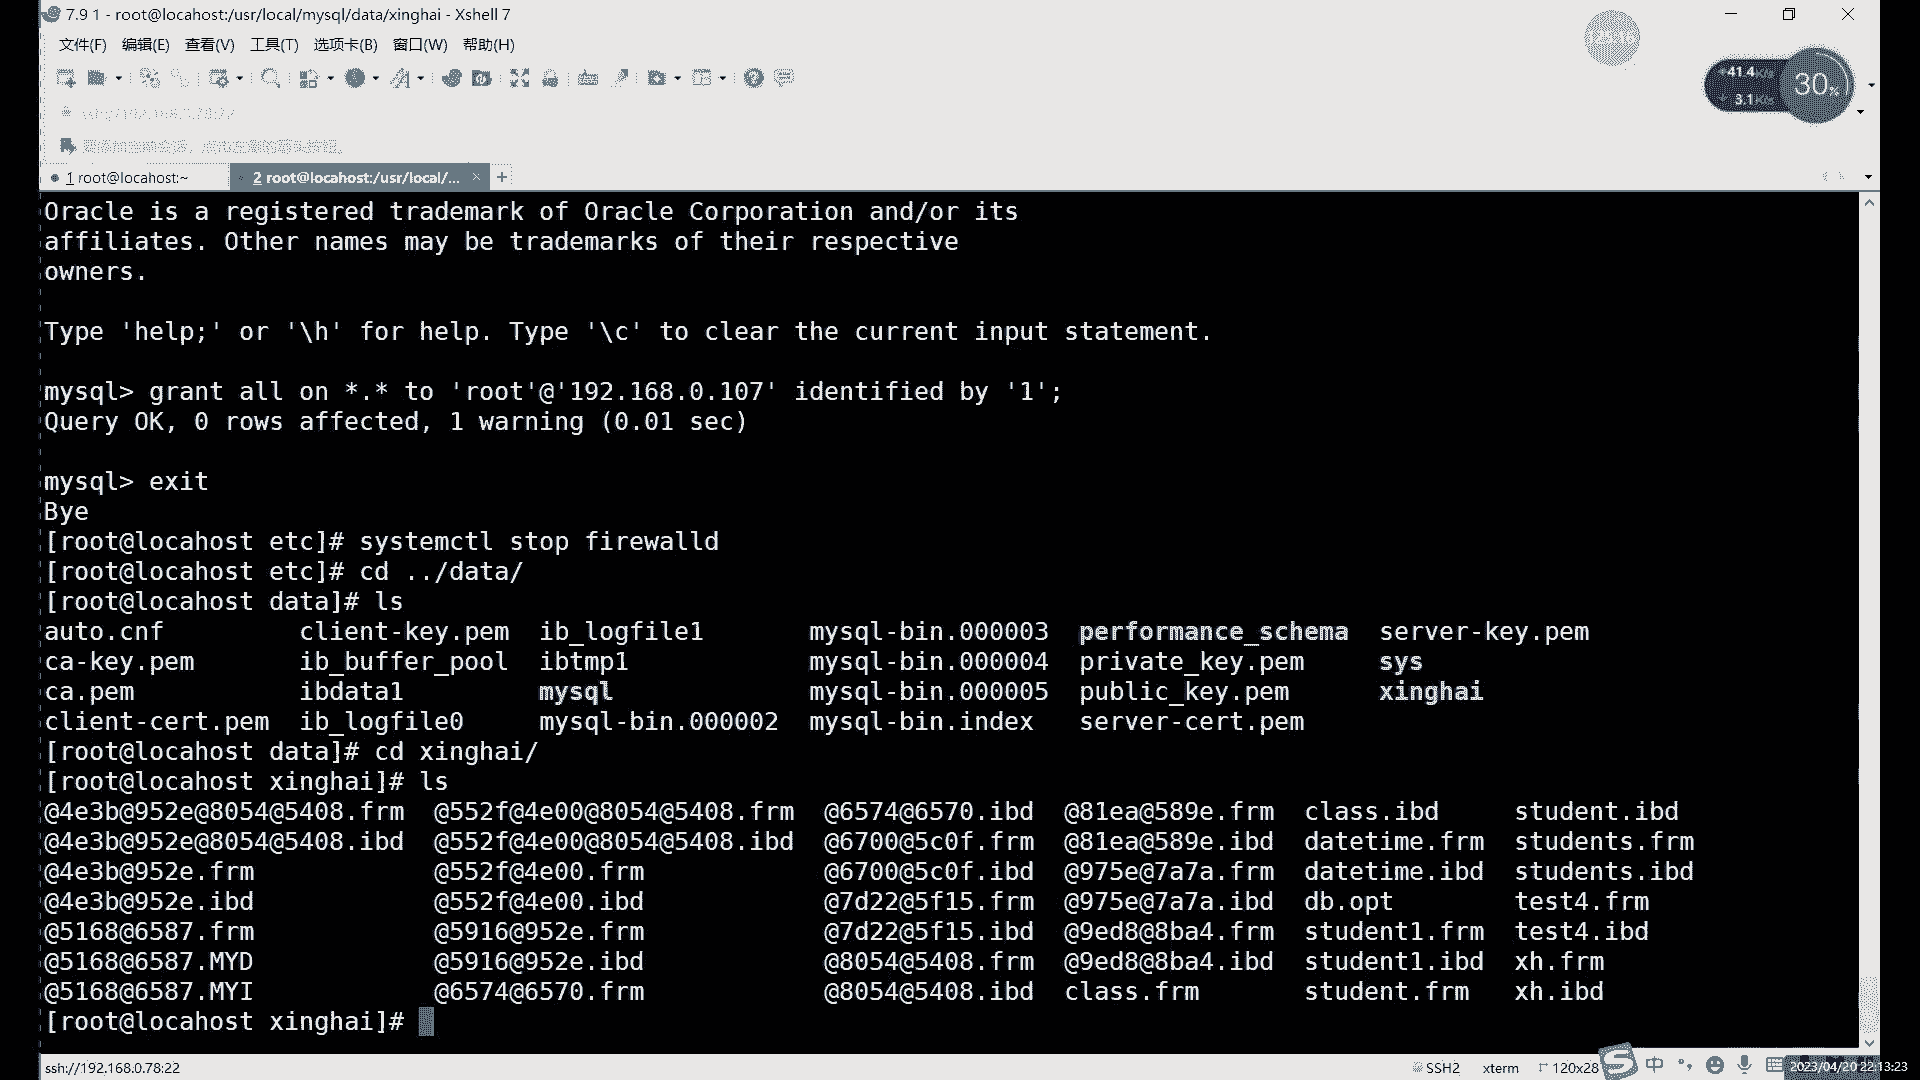 7.9 1 - root@locahost:/usr/local/mysql/data/xinghai - Xshell 7
文件(F) 编辑(E) 查看(V) 工具(T) 选项卡(B) 窗口(W) 帮助(H)
41.4K/s
3.1K/s
30%
1 root@locahost:~ 2 root@locahost:/usr/local/... × +
Oracle is a registered trademark of Oracle Corporation and/or its
affiliates. Other names may be trademarks of their respective
owners.
Type 'help;' or '\h' for help. Type '\c' to clear the current input statement.
mysql> grant all on *.* to 'root'@'192.168.0.107' identified by '1';
Query OK, 0 rows affected, 1 warning (0.01 sec)
mysql> exit
Bye
[root@locahost etc]# systemctl stop firewalld
[root@locahost etc]# cd ../data/
[root@locahost data]# ls
auto.cnf client-key.pem ib_logfile1 mysql-bin.000003 performance_schema server-key.pem
ca-key.pem ib_buffer_pool ibtmp1 mysql-bin.000004 private_key.pem sys
ca.pem ibdata1 mysql mysql-bin.000005 public_key.pem xinghai
client-cert.pem ib_logfile0 mysql-bin.000002 mysql-bin.index server-cert.pem
[root@locahost data]# cd xinghai/
[root@locahost xinghai]# ls
@4e3b@952e@8054@5408.frm @552f@4e00@8054@5408.frm @6574@6570.ibd @81ea@589e.frm class.ibd student.ibd
@4e3b@952e@8054@5408.ibd @552f@4e00@8054@5408.ibd @6700@5c0f.frm @81ea@589e.ibd datetime.frm students.frm
@4e3b@952e.frm @552f@4e00.frm @6700@5c0f.ibd @975e@7a7a.frm datetime.ibd students.ibd
@4e3b@952e.ibd @552f@4e00.ibd @7d22@5f15.frm @975e@7a7a.ibd db.opt test4.frm
@5168@6587.frm @5916@952e.frm @7d22@5f15.ibd @9ed8@8ba4.frm student1.frm test4.ibd
@5168@6587.MYD @5916@952e.ibd @8054@5408.frm @9ed8@8ba4.ibd student1.ibd xh.frm
@5168@6587.MYI @6574@6570.frm @8054@5408.ibd class.frm student.frm xh.ibd
[root@locahost xinghai]#
ssh://192.168.0.78:22 SSH2 xterm 120x28 中 2023/04/20 22:13:23